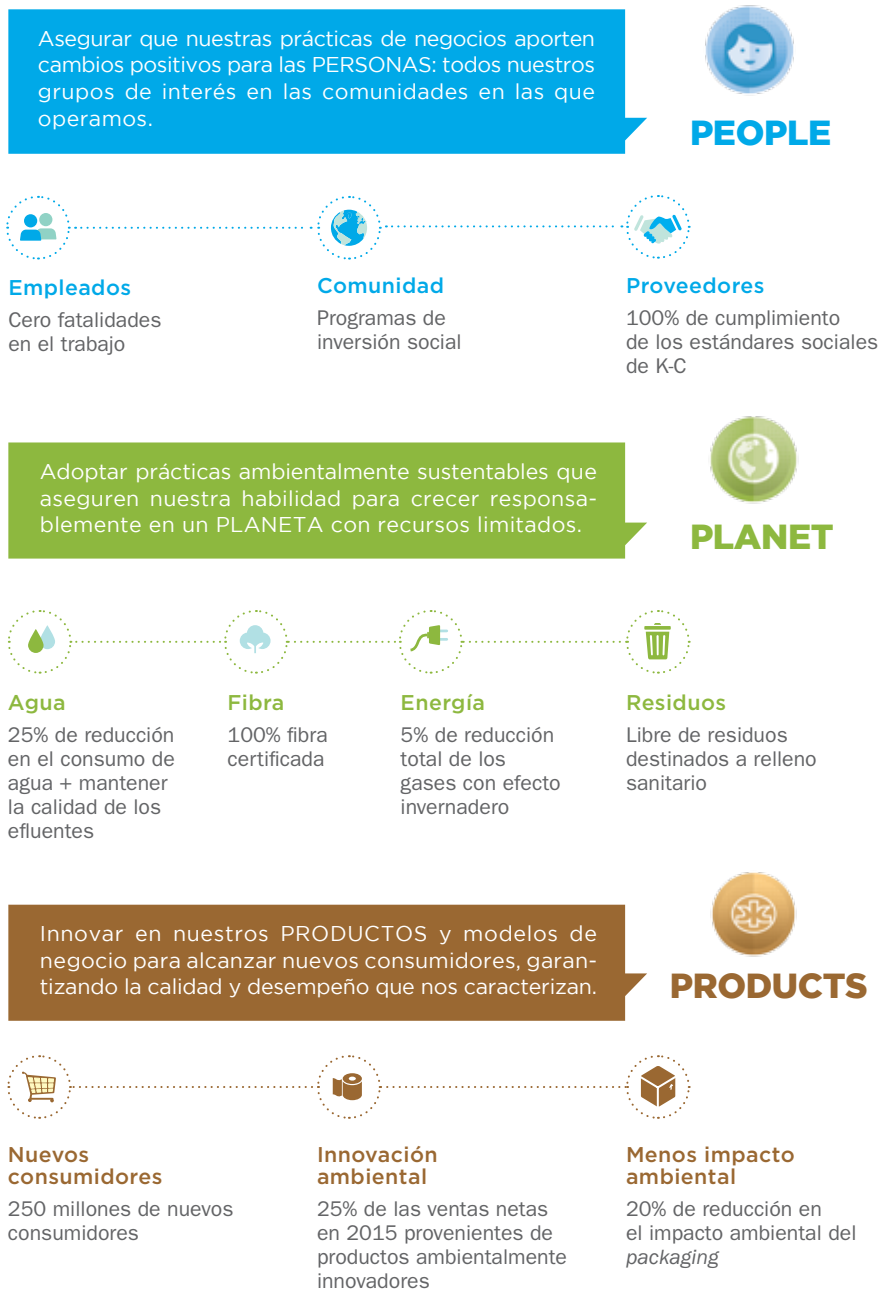 Asegurar que nuestras prácticas de negocios aporten
cambios positivos para las PERSONAS: todos nuestros
grupos de interés en las comunidades en las que
operamos.
PEOPLE
Empleados
Cero fatalidades
en el trabajo
Comunidad
Programas de
inversión social
Proveedores
100% de cumplimiento
de los estándares sociales
de K-C
Adoptar prácticas ambientalmente sustentables que
aseguren nuestra habilidad para crecer responsa-
blemente en un PLANETA con recursos limitados.
PLANET
Agua
25% de reducción
en el consumo de
agua + mantener
la calidad de los
efluentes
Fibra
100% fibra
certificada
Energía
5% de reducción
total de los
gases con efecto
invernadero
Residuos
Libre de residuos
destinados a relleno
sanitario
Innovar en nuestros PRODUCTOS y modelos de
negocio para alcanzar nuevos consumidores, garan-
tizando la calidad y desempeño que nos caracterizan.
PRODUCTS
Nuevos
consumidores
250 millones de nuevos
consumidores
Innovación
ambiental
25% de las ventas netas
en 2015 provenientes de
productos ambientalmente
innovadores
Menos impacto
ambiental
20% de reducción en
el impacto ambiental del
packaging